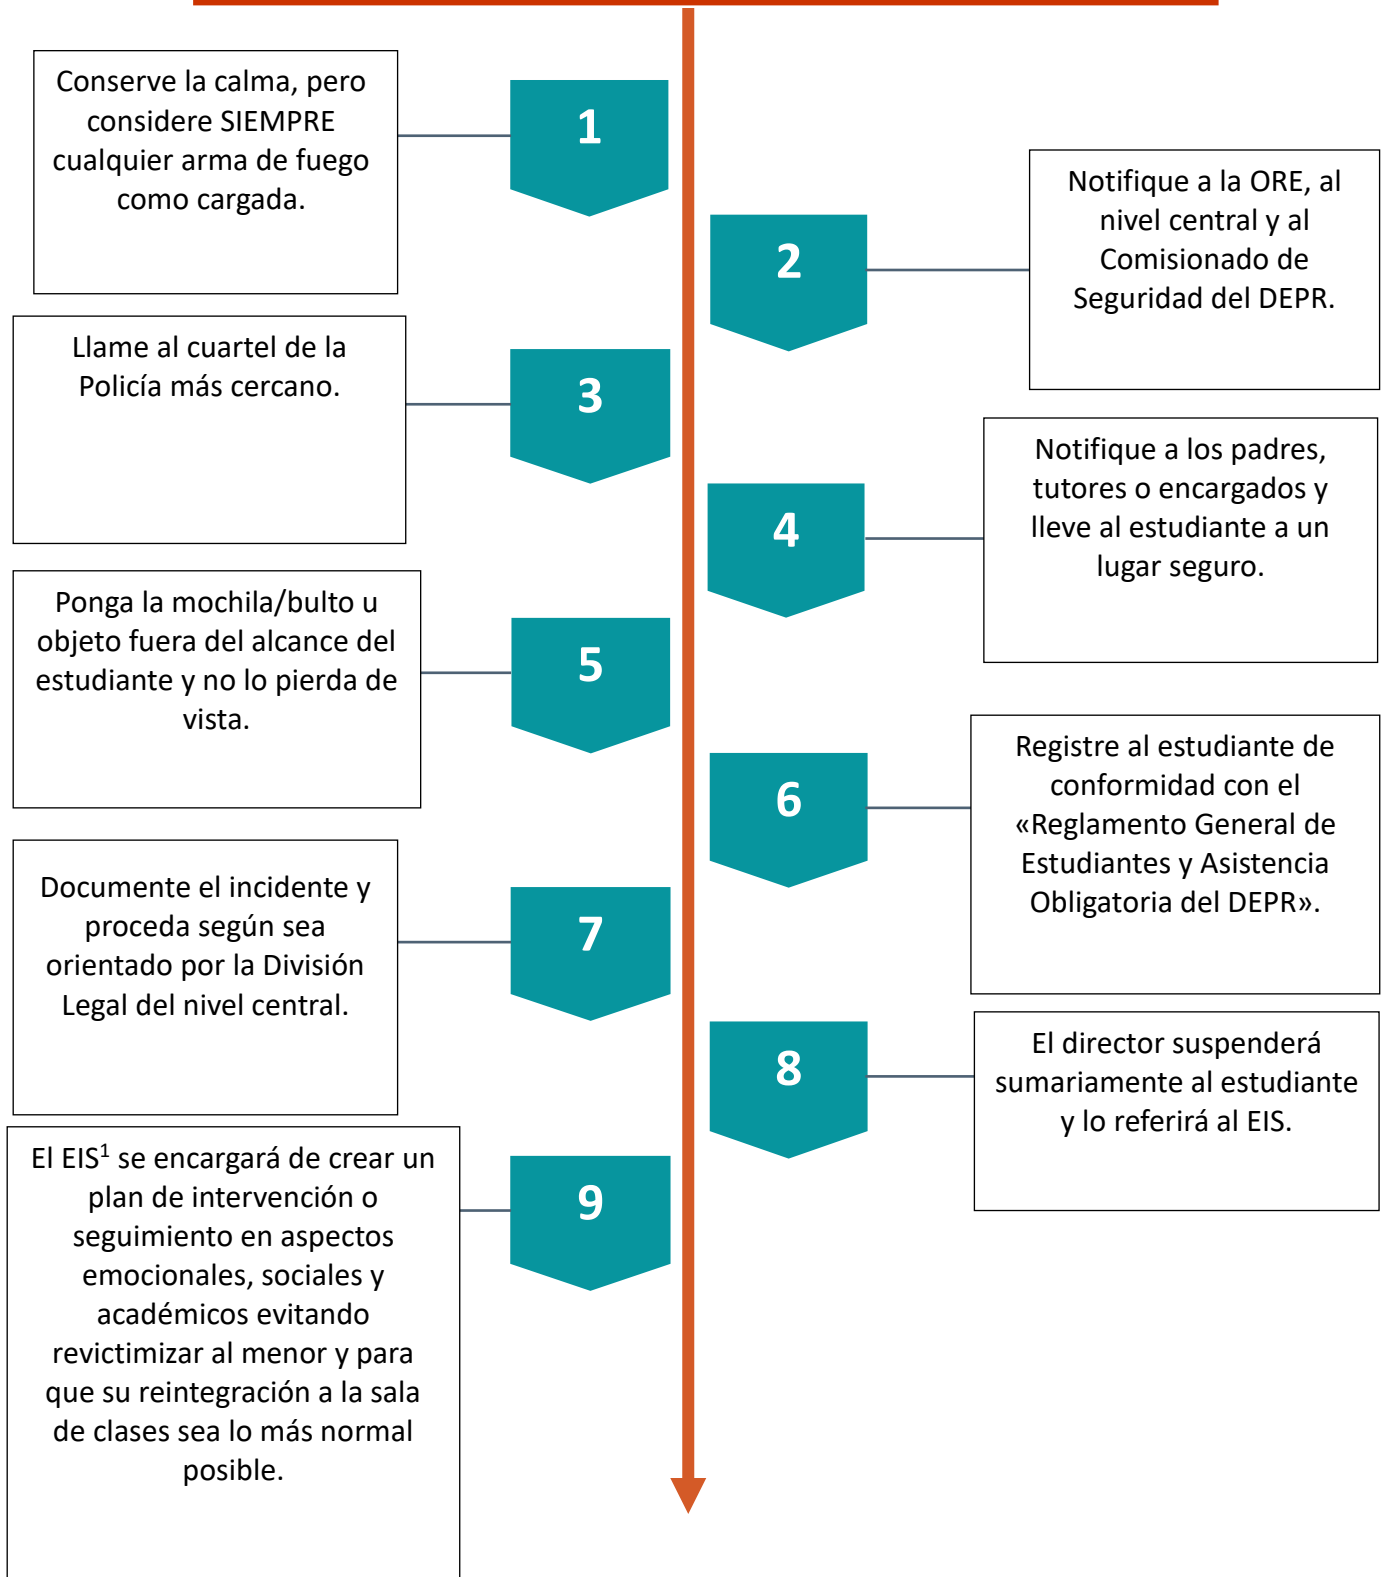 Conserve la calma, pero
considere SIEMPRE
cualquier arma de fuego
como cargada.
1
Notifique a la ORE, al
nivel central y al
Comisionado de
Seguridad del DEPR.
2
Llame al cuartel de la
Policía más cercano.
3
Notifique a los padres,
tutores o encargados y
lleve al estudiante a un
lugar seguro.
4
Ponga la mochila/bulto u
objeto fuera del alcance del
estudiante y no lo pierda de
vista.
5
Registre al estudiante de
conformidad con el
«Reglamento General de
Estudiantes y Asistencia
Obligatoria del DEPR».
6
Documente el incidente y
proceda según sea
orientado por la División
Legal del nivel central.
7
El director suspenderá
sumariamente al estudiante
y lo referirá al EIS.
8
El EIS¹ se encargará de crear un
plan de intervención o
seguimiento en aspectos
emocionales, sociales y
académicos evitando
revictimizar al menor y para
que su reintegración a la sala
de clases sea lo más normal
posible.
9